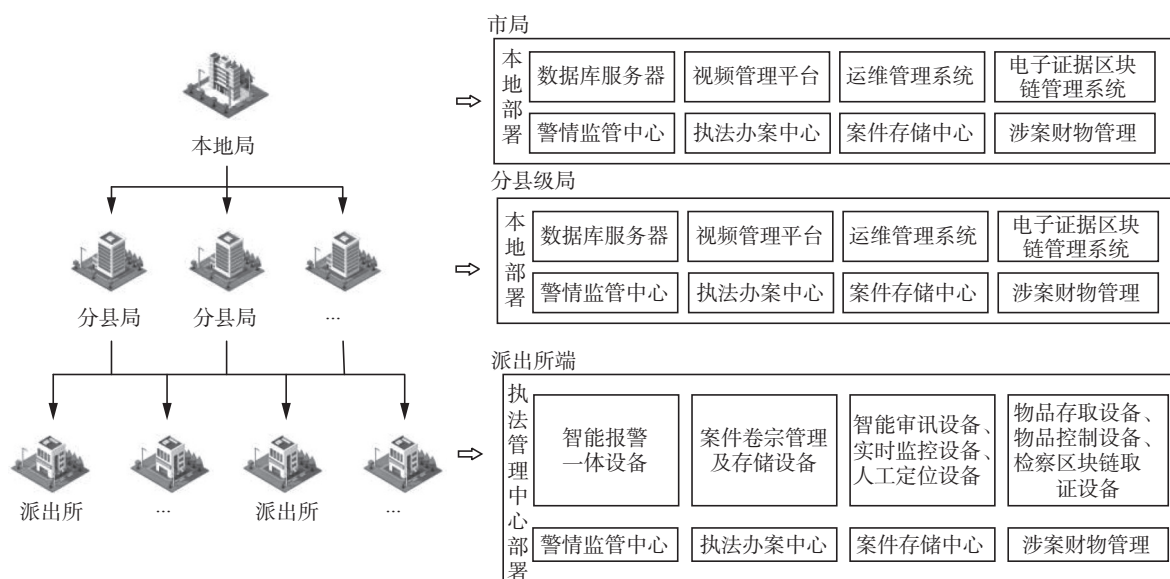 市局
本地部署
数据库服务器
视频管理平台
运维管理系统
电子证据区块
链管理系统
警情监管中心
执法办案中心
案件存储中心
涉案财物管理
本地局
分县级局
本地部署
数据库服务器
视频管理平台
运维管理系统
电子证据区块
链管理系统
警情监管中心
执法办案中心
案件存储中心
涉案财物管理
分县局
分县局
...
派出所端
执法管理中心部署
智能报警
一体设备
案件卷宗管理
及存储设备
智能审讯设备、
实时监控设备、
人工定位设备
物品存取设备、
物品控制设备、
检察区块链取
证设备
警情监管中心
执法办案中心
案件存储中心
涉案财物管理
派出所
...
派出所
...